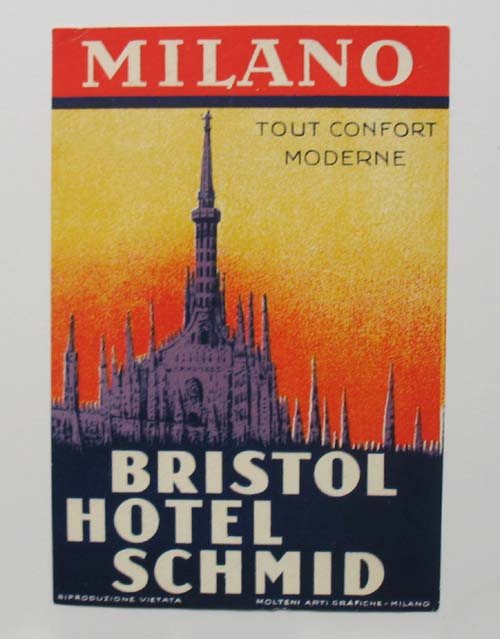 MILANO
TOUT CONFORT
MODERNE
BRISTOL
HOTEL
SCHMID
RIPRODUZIONE VIETATA
MOLTENI ARTI GRAFICHE - MILANO